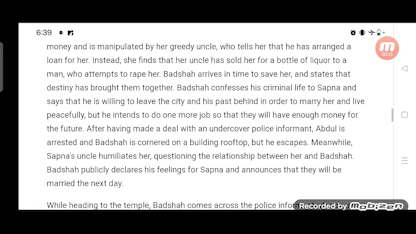 6:39
money and is manipulated by her greedy uncle, who tells her that he has arranged a
loan for her. Instead, she finds that her uncle has sold her for a bottle of liquor to a
man, who attempts to rape her. Badshah arrives in time to save her, and states that
destiny has brought them together. Badshah confesses his criminal life to Sapna and
says that he is willing to leave the city and his past behind in order to marry her and live
peacefully, but he intends to do one more job so that they will have enough money for
the future. After having made a deal with an undercover police informant, Abdul is
arrested and Badshah is cornered on a building rooftop, but he escapes. Meanwhile,
Sapna's uncle humiliates her, questioning the relationship between her and Badshah.
Badshah publicly declares his feelings for Sapna and announces that they will be
married the next day.
While heading to the temple, Badshah comes across the police
Recorded by Mobizen